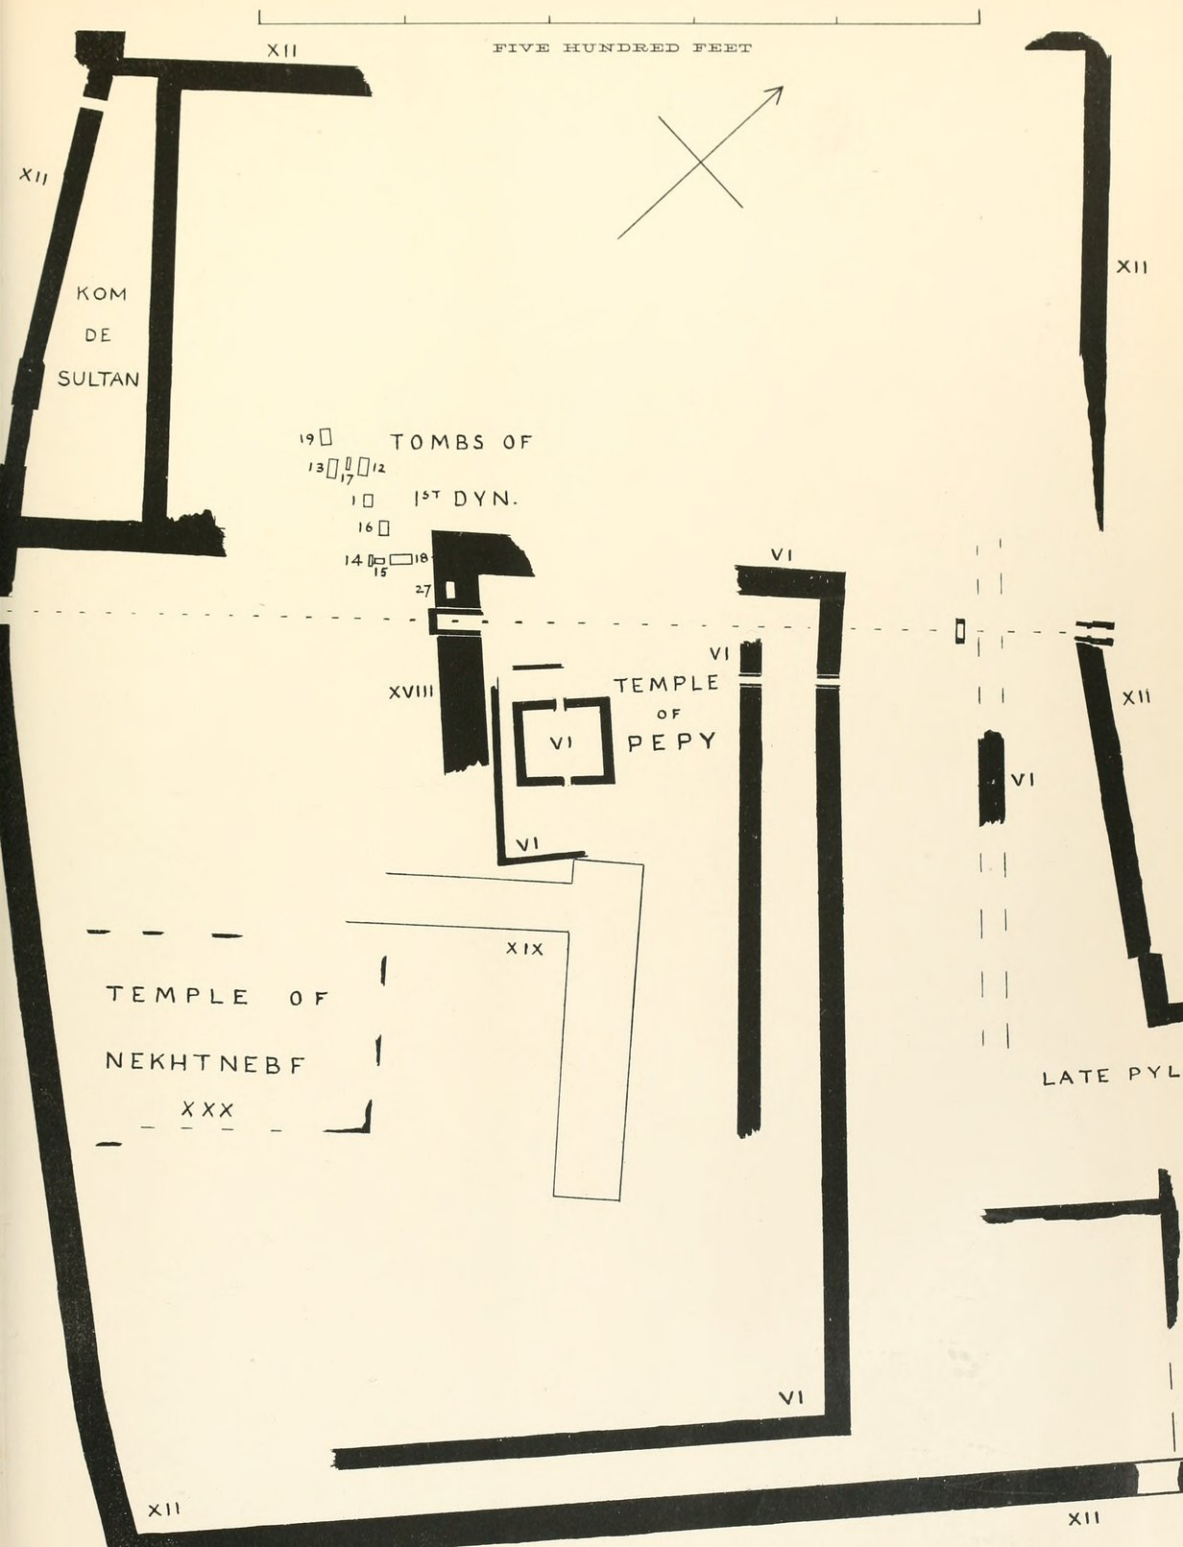 FIVE HUNDRED FEET
XII
XII
XII
KOM
DE
SULTAN
19
TOMBS OF
13
17
12
1
1ST DYN.
16
14
15
18
27
VI
VI
XVIII
TEMPLE
OF
PEPY
VI
XII
VI
VI
XIX
TEMPLE OF
NEKHTNEBF
XXX
LATE PYL
VI
XII
XII